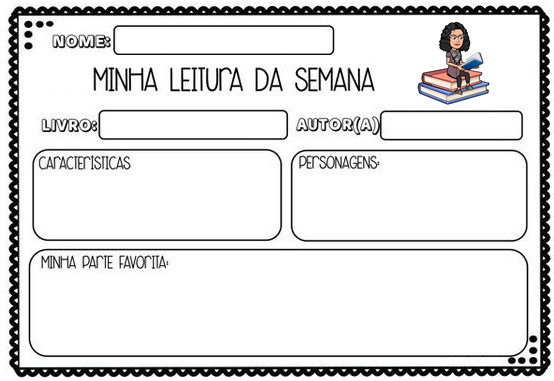 NOME:
MINHA LEITURA DA SEMANA
LIVRO: AUTOR(A)
CARACTERÍSTICAS PERSONAGENS:
MINHA PARTE FAVORITA: